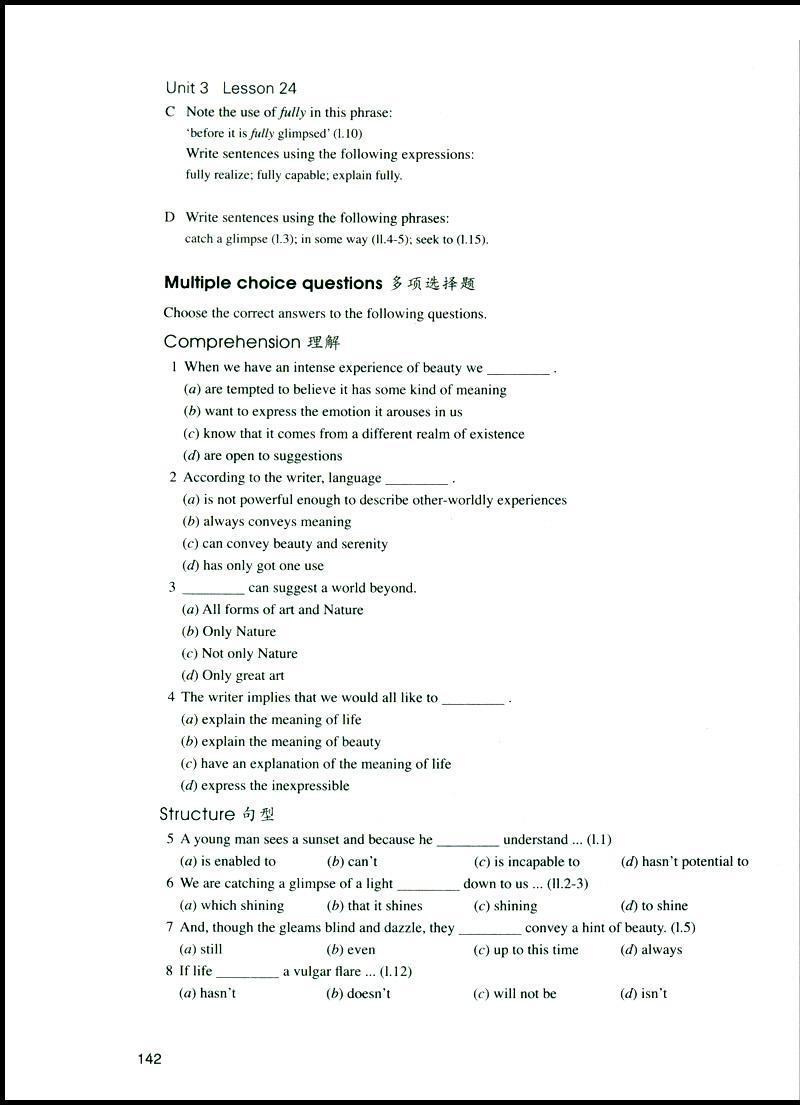 Unit 3 Lesson 24
C Note the use of fully in this phrase:
'before it is fully glimpsed' (l.10)
Write sentences using the following expressions:
fully realize; fully capable; explain fully.
D Write sentences using the following phrases:
catch a glimpse (l.3); in some way (ll.4-5); seek to (l.15).
Multiple choice questions 多项选择题
Choose the correct answers to the following questions.
Comprehension 理解
1 When we have an intense experience of beauty we ________ .
(a) are tempted to believe it has some kind of meaning
(b) want to express the emotion it arouses in us
(c) know that it comes from a different realm of existence
(d) are open to suggestions
2 According to the writer, language ________ .
(a) is not powerful enough to describe other-worldly experiences
(b) always conveys meaning
(c) can convey beauty and serenity
(d) has only got one use
3 ________ can suggest a world beyond.
(a) All forms of art and Nature
(b) Only Nature
(c) Not only Nature
(d) Only great art
4 The writer implies that we would all like to ________ .
(a) explain the meaning of life
(b) explain the meaning of beauty
(c) have an explanation of the meaning of life
(d) express the inexpressible
Structure 句型
5 A young man sees a sunset and because he ________ understand ... (l.1)
(a) is enabled to (b) can't (c) is incapable to (d) hasn't potential to
6 We are catching a glimpse of a light ________ down to us ... (ll.2-3)
(a) which shining (b) that it shines (c) shining (d) to shine
7 And, though the gleams blind and dazzle, they ________ convey a hint of beauty. (l.5)
(a) still (b) even (c) up to this time (d) always
8 If life ________ a vulgar flare ... (l.12)
(a) hasn't (b) doesn't (c) will not be (d) isn't
142